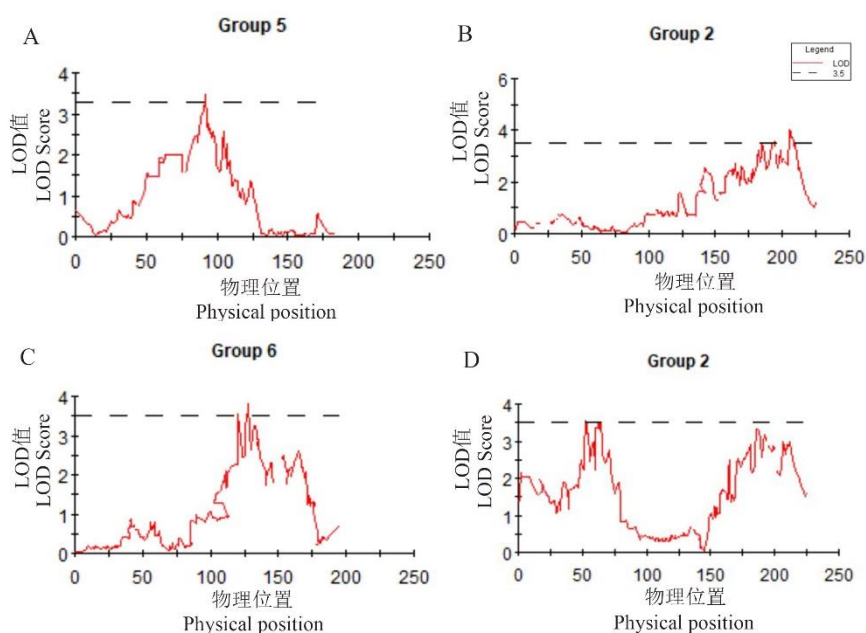 A
Group 5
LOD值
LOD Score
4
3
2
1
0
0 50 100 150 200 250
物理位置
Physical position
B
Group 2
Legend
LOD
3.5
LOD值
LOD Score
6
4
2
0
0 50 100 150 200 250
物理位置
Physical position
C
Group 6
LOD值
LOD Score
4
3
2
1
0
0 50 100 150 200 250
物理位置
Physical position
D
Group 2
LOD值
LOD Score
4
3
2
1
0
0 50 100 150 200 250
物理位置
Physical position